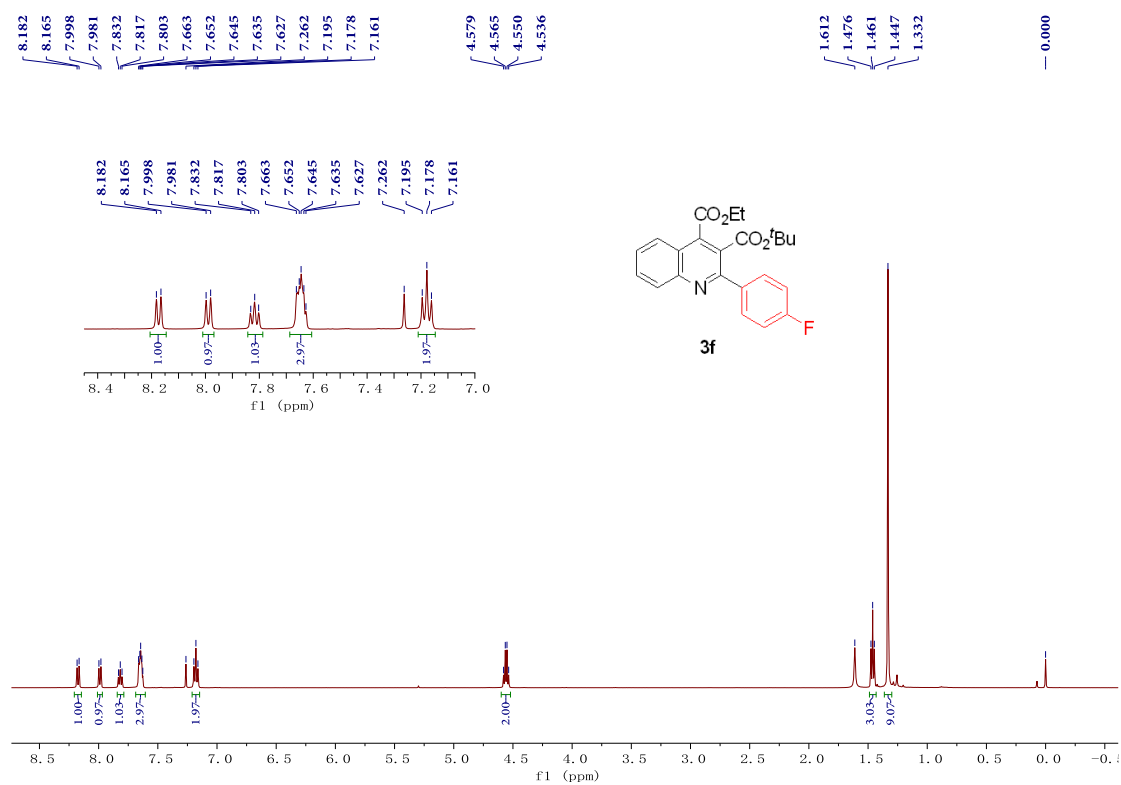 8.182 8.165 7.998 7.981 7.832 7.817 7.803 7.663 7.652 7.645 7.635 7.627 7.262 7.195 7.178 7.161 4.579 4.565 4.550 4.536 1.612 1.476 1.461 1.447 1.332 0.000
8.182 8.165 7.998 7.981 7.832 7.817 7.803 7.663 7.652 7.645 7.635 7.627 7.262 7.195 7.178 7.161
CO2Et
CO2tBu
N
F
3f
1.00 0.97 1.03 2.97 1.97
8.4 8.2 8.0 7.8 7.6 7.4 7.2 7.0
f1 (ppm)
1.00 0.97 1.03 2.97 1.97 2.00 3.03 9.07
8.5 8.0 7.5 7.0 6.5 6.0 5.5 5.0 4.5 4.0 3.5 3.0 2.5 2.0 1.5 1.0 0.5 0.0
f1 (ppm)